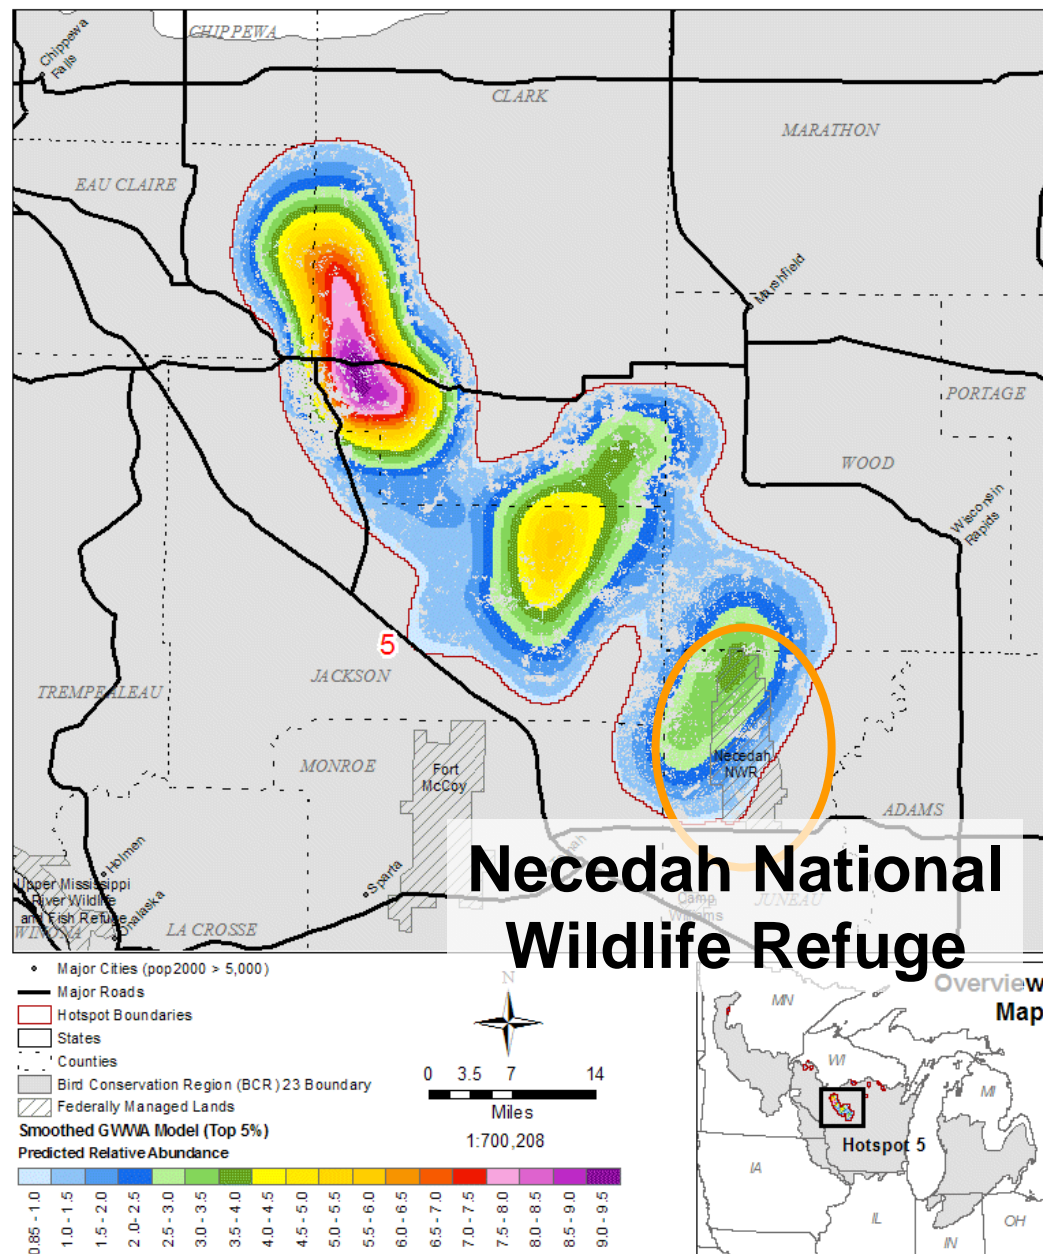 CHIPPEWA
Chippewa
Falls
CLARK
MARATHON
EAU CLAIRE
Marshfield
PORTAGE
WOOD
Wisconsin
Rapids
5
JACKSON
TREMPEALEAU
MONROE
Fort
McCoy
Necedah
NWR
ADAMS
Holmen
Sparta
Upper Mississippi
River Wildlife
and Fish Refuge
Onalaska
WINONA
LA CROSSE
Camp
Williams
JUNEAU
Necedah National
Wildlife Refuge
Major Cities (pop2000 > 5,000)
Major Roads
Hotspot Boundaries
States
Counties
Bird Conservation Region (BCR) 23 Boundary
Federally Managed Lands
Smoothed GWWA Model (Top 5%)
Predicted Relative Abundance
0.85 - 1.0
1.0 - 1.5
1.5 - 2.0
2.0 - 2.5
2.5 - 3.0
3.0 - 3.5
3.5 - 4.0
4.0 - 4.5
4.5 - 5.0
5.0 - 5.5
5.5 - 6.0
6.0 - 6.5
6.5 - 7.0
7.0 - 7.5
7.5 - 8.0
8.0 - 8.5
8.5 - 9.0
9.0 - 9.5
N
0 3.5 7 14
Miles
1:700,208
Overview
Map
MN
WI
MI
Hotspot 5
IA
IL
IN
OH